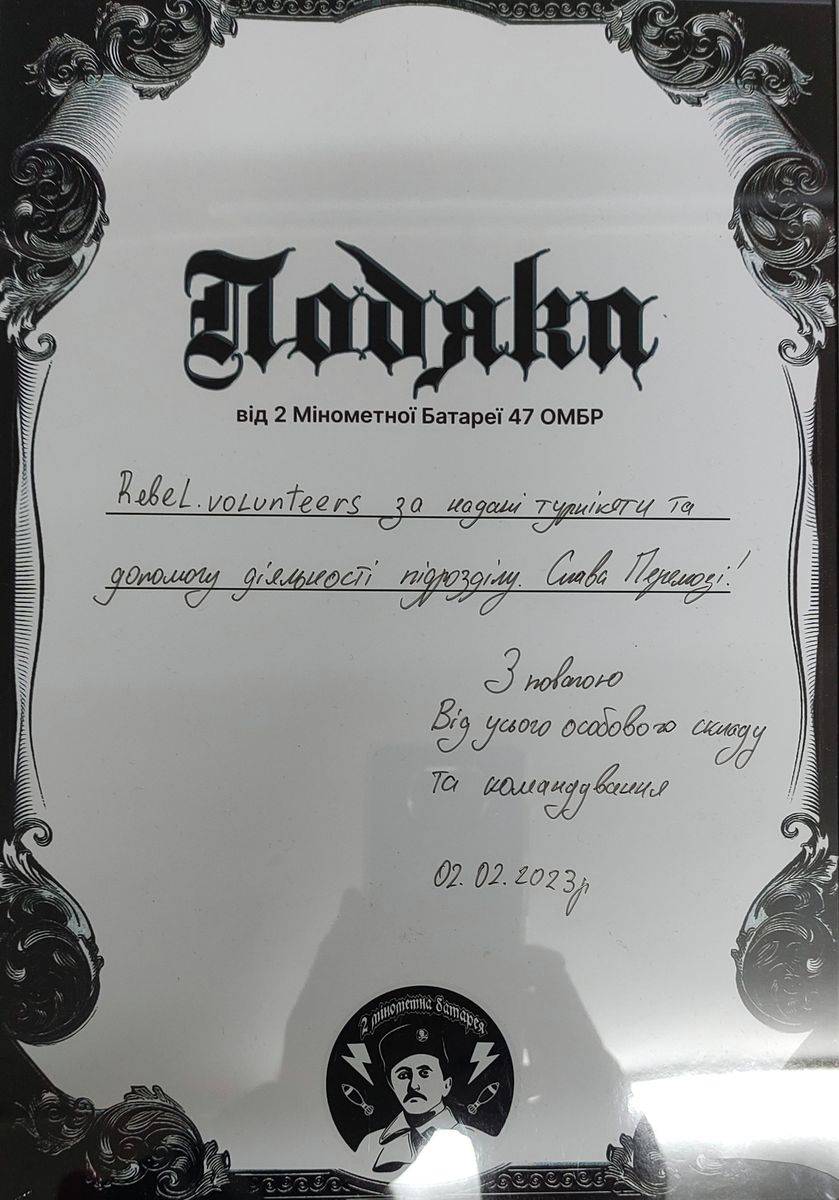 Подяка
від 2 Мінометної Батареї 47 ОМБР
Rebel.volunteers за надані турнікети та
допомогу діяльності підрозділу. Слава Перемозі!
З повагою
Від усього особового складу
та командування
02.02.2023р
2 мінометна батарея